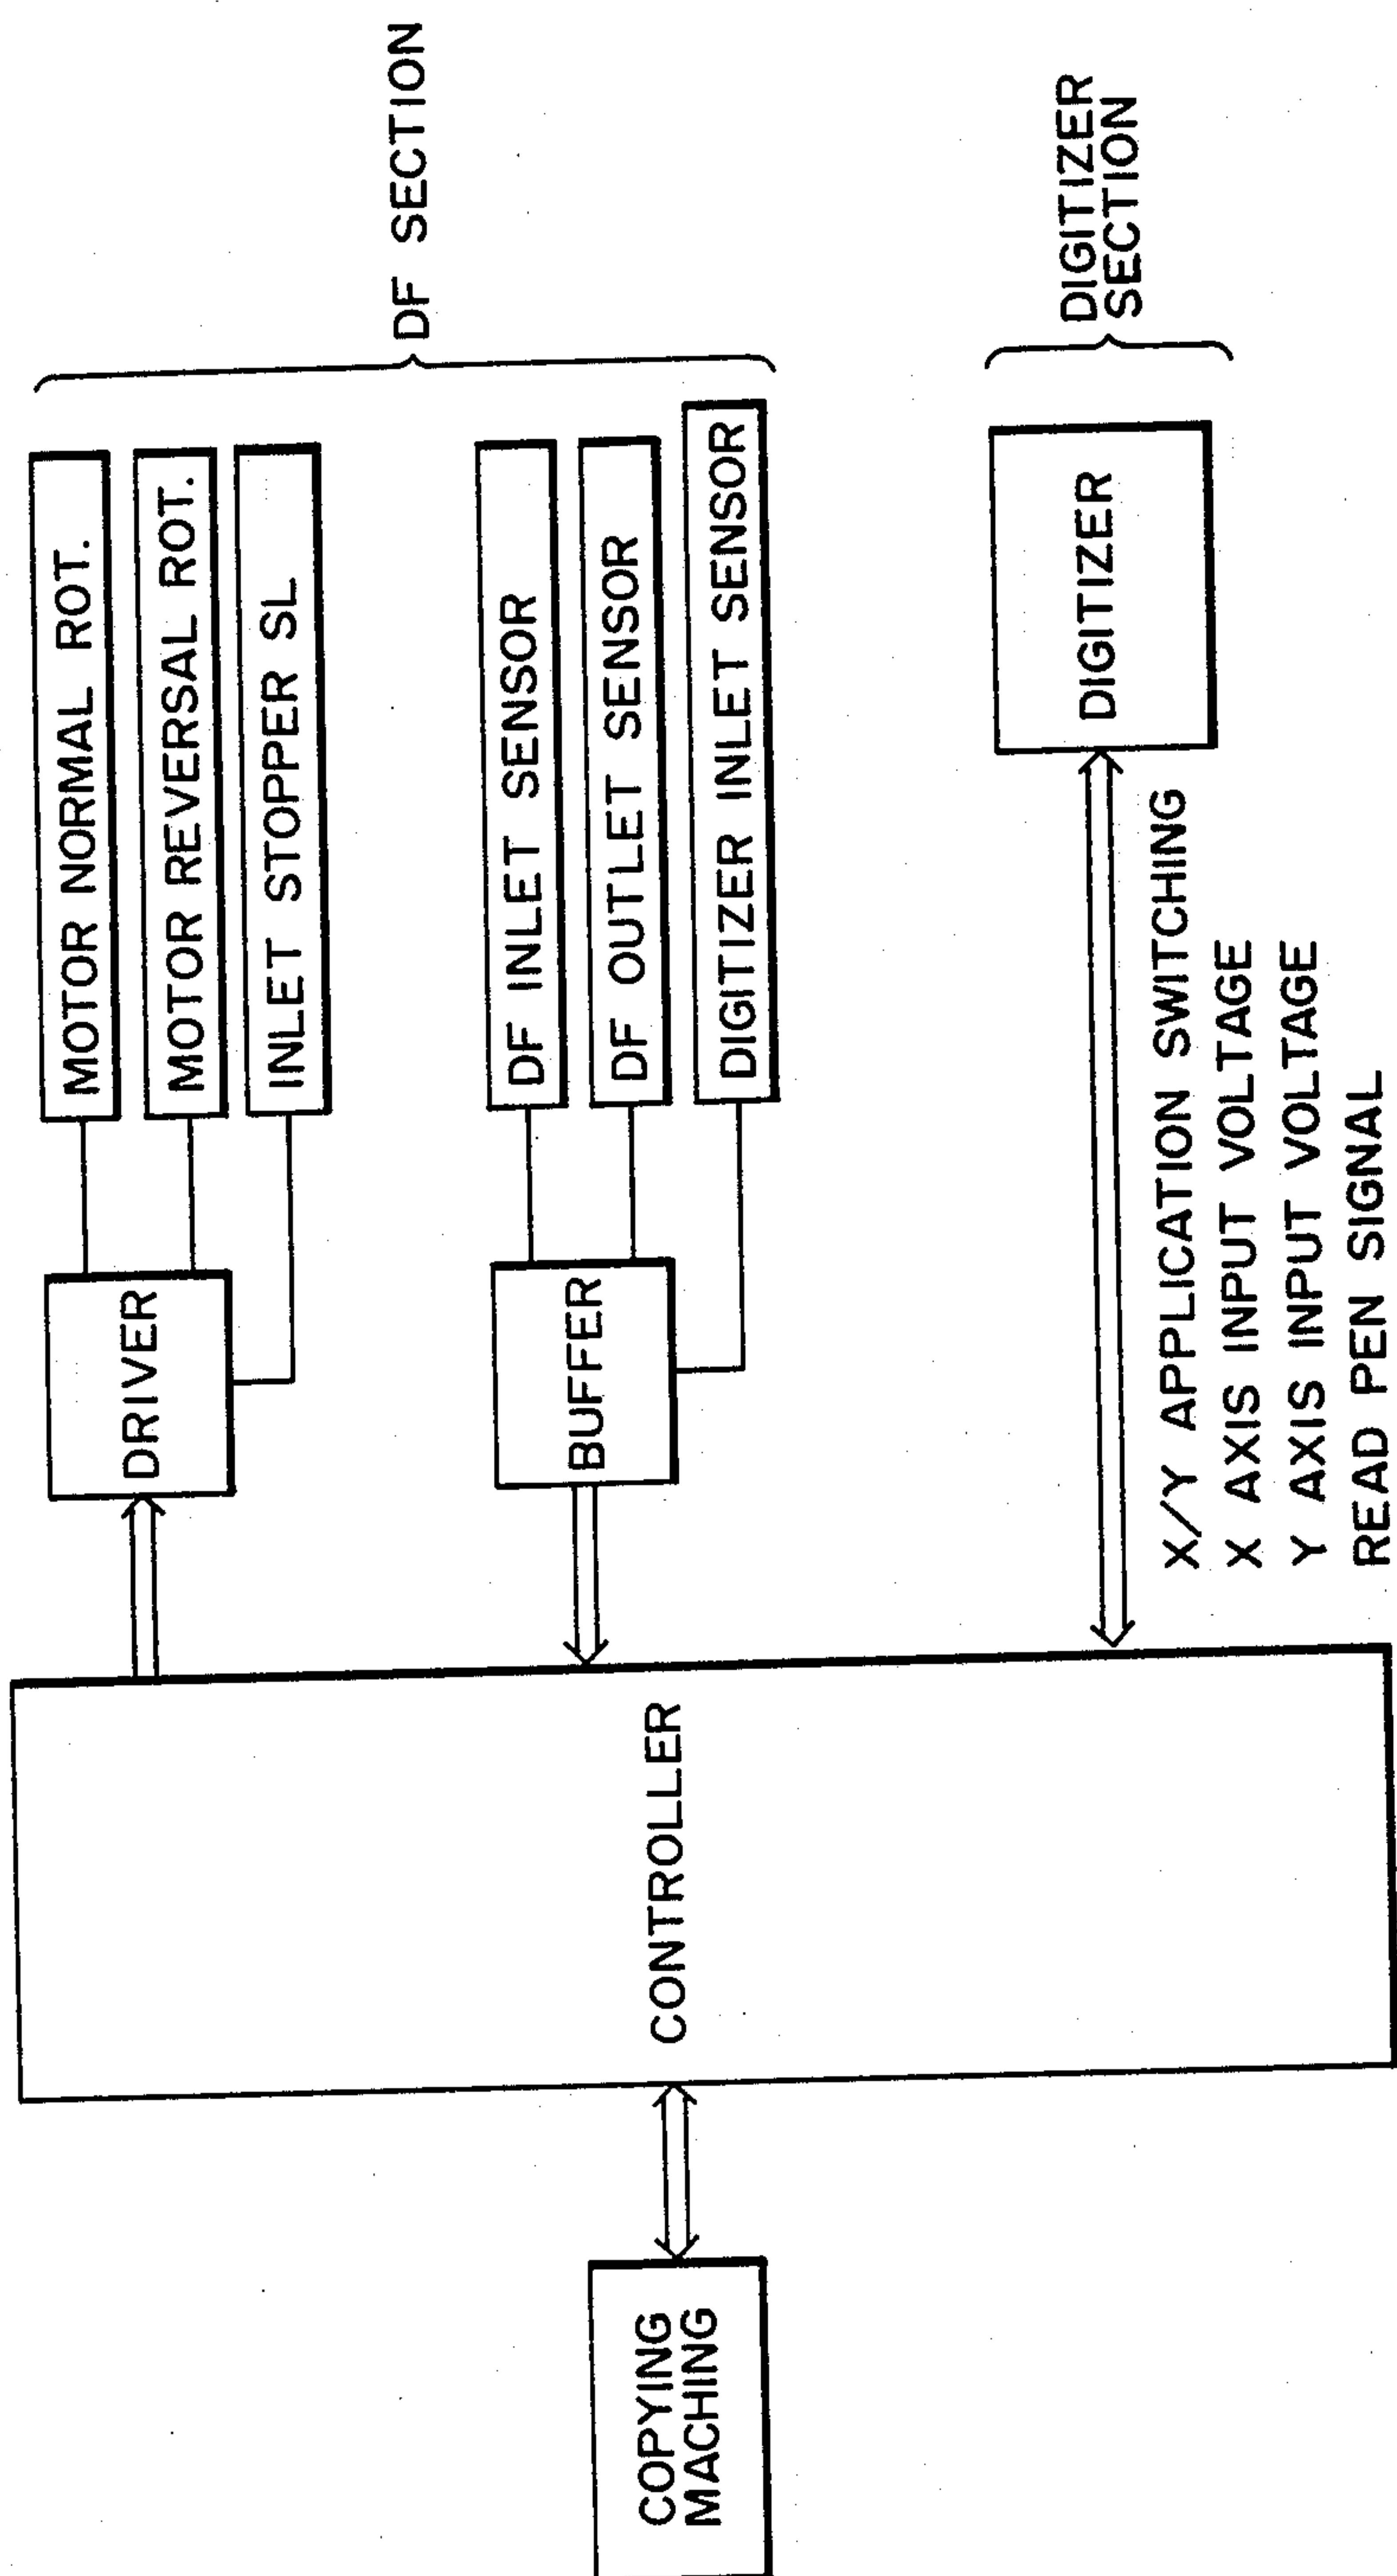 COPYING
MACHING
CONTROLLER
DRIVER
MOTOR NORMAL ROT.
MOTOR REVERSAL ROT.
INLET STOPPER SL
BUFFER
DF INLET SENSOR
DF OUTLET SENSOR
DIGITIZER INLET SENSOR
DF SECTION
DIGITIZER
DIGITIZER
SECTION
X/Y APPLICATION SWITCHING
X AXIS INPUT VOLTAGE
Y AXIS INPUT VOLTAGE
READ PEN SIGNAL